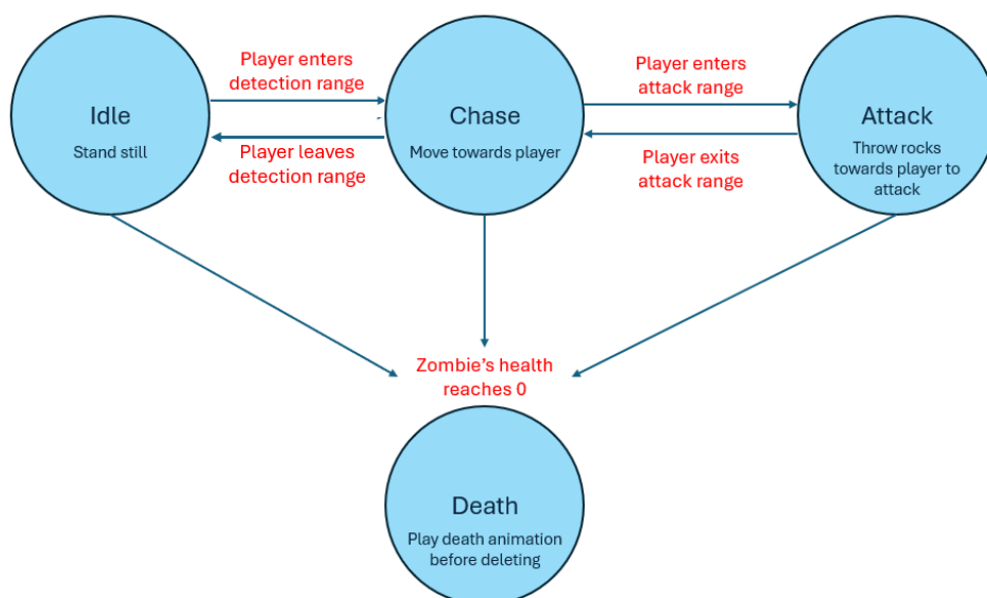 Idle
Stand still
Player enters
detection range
Player leaves
detection range
Chase
Move towards player
Player enters
attack range
Player exits
attack range
Attack
Throw rocks
towards player to
attack
Zombie’s health
reaches 0
Death
Play death animation
before deleting